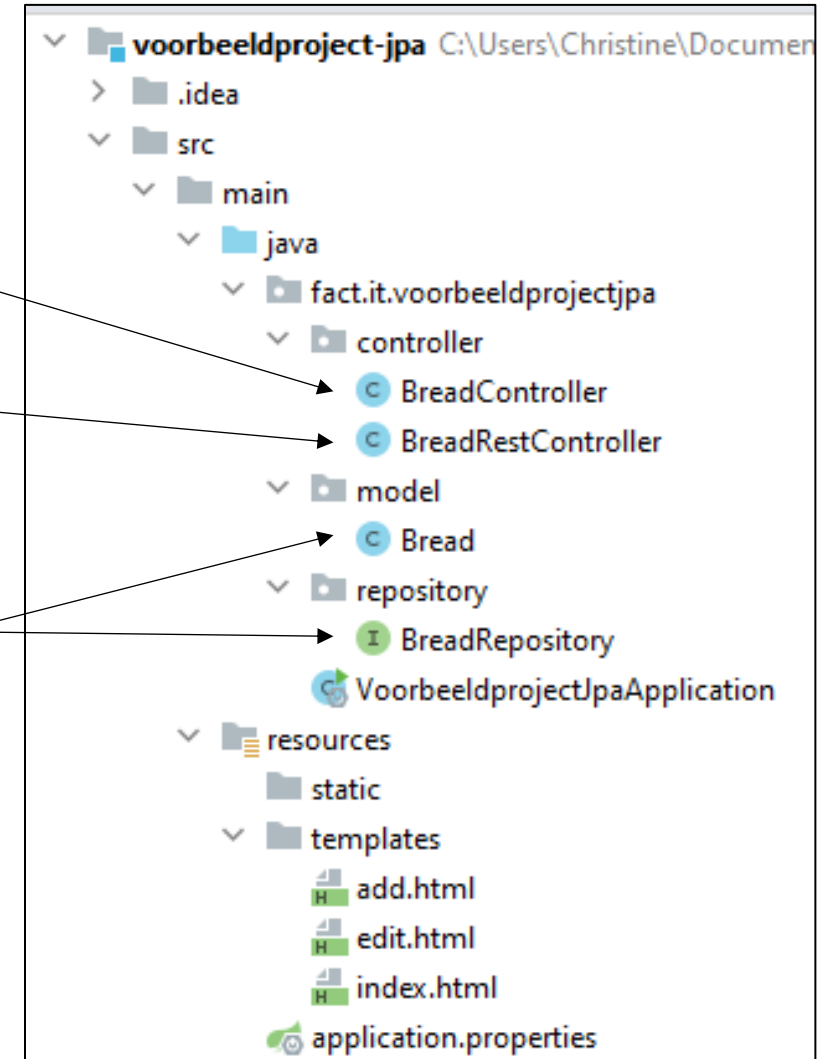 voorbeeldproject-jpa C:\Users\Christine\Documen
.idea
src
main
java
fact.it.voorbeeldprojectjpa
controller
C BreadController
C BreadRestController
model
C Bread
repository
I BreadRepository
C VoorbeeldprojectJpaApplication
resources
static
templates
H add.html
H edit.html
H index.html
application.properties